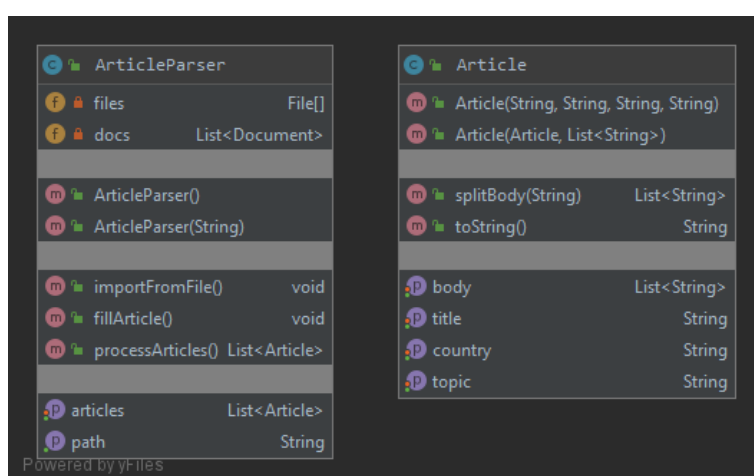 ArticleParser
files File[]
docs List<Document>
ArticleParser()
ArticleParser(String)
importFromFile() void
fillArticle() void
processArticles() List<Article>
articles List<Article>
path String
Article
Article(String, String, String, String)
Article(Article, List<String>)
splitBody(String) List<String>
toString() String
body List<String>
title String
country String
topic String
Powered by yFiles